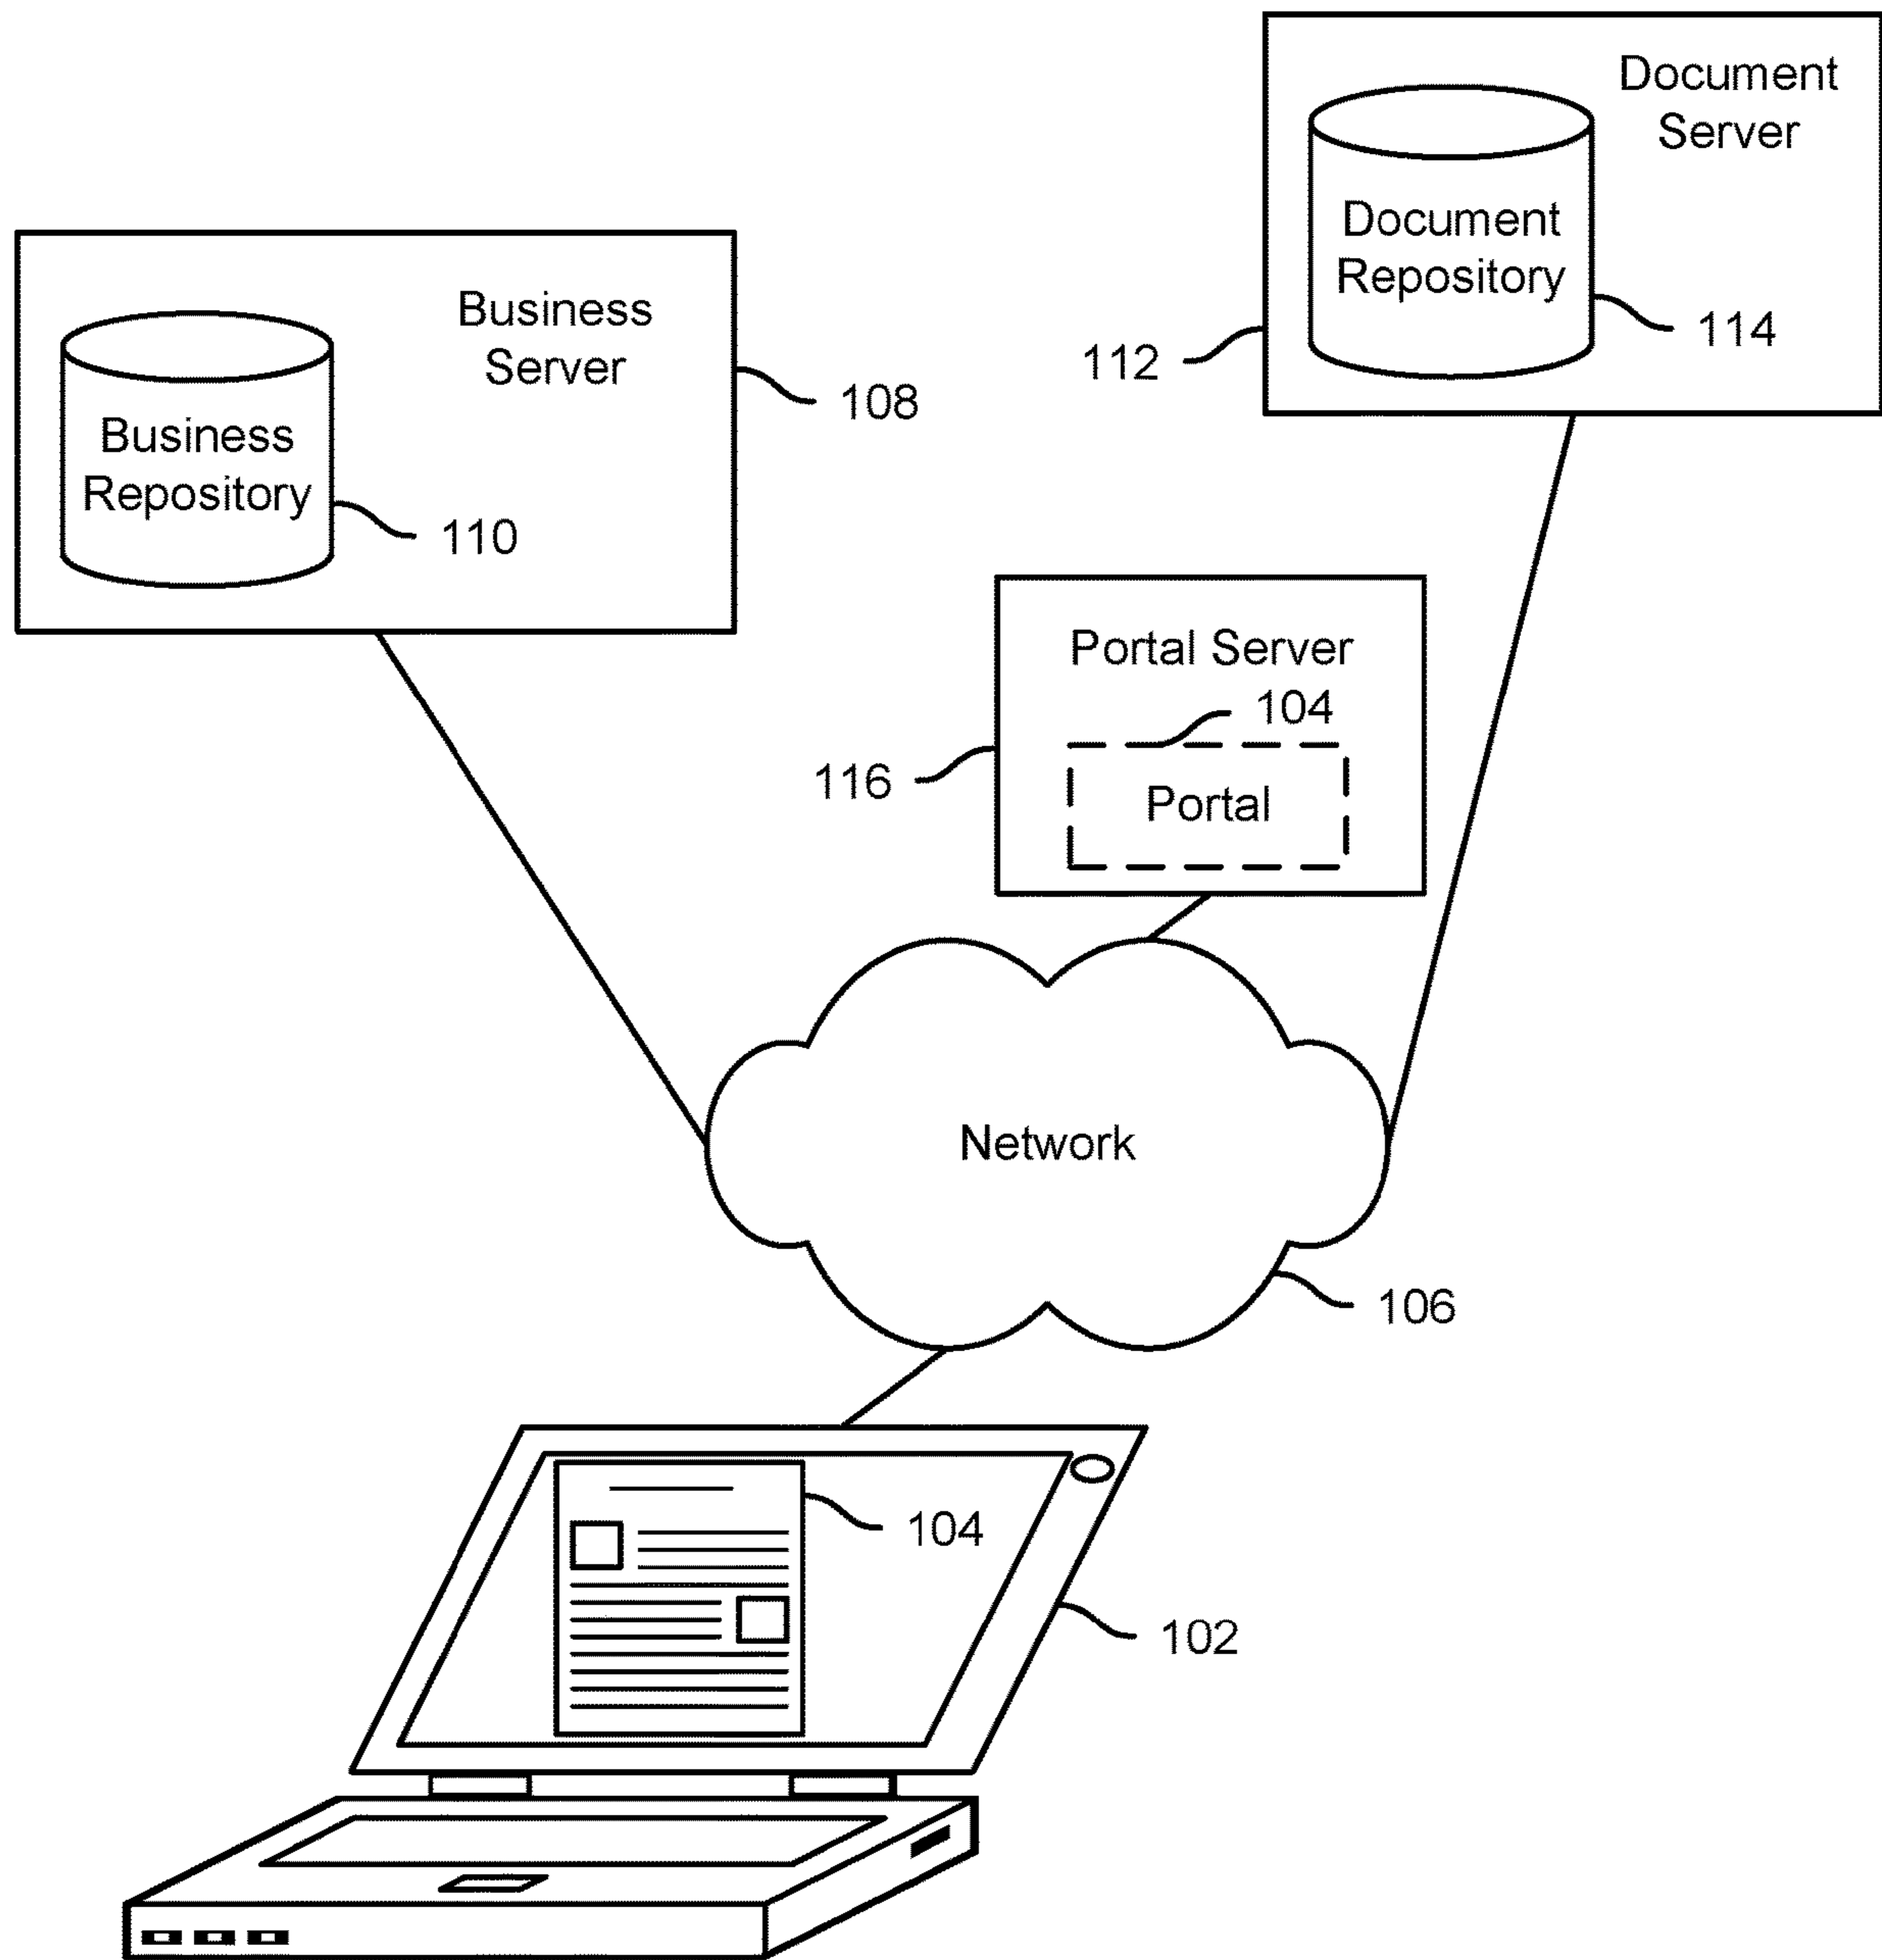 Document
Server
Document
Repository
114
112
Business
Server
108
Business
Repository
110
Portal Server
104
116
Portal
Network
106
104
102